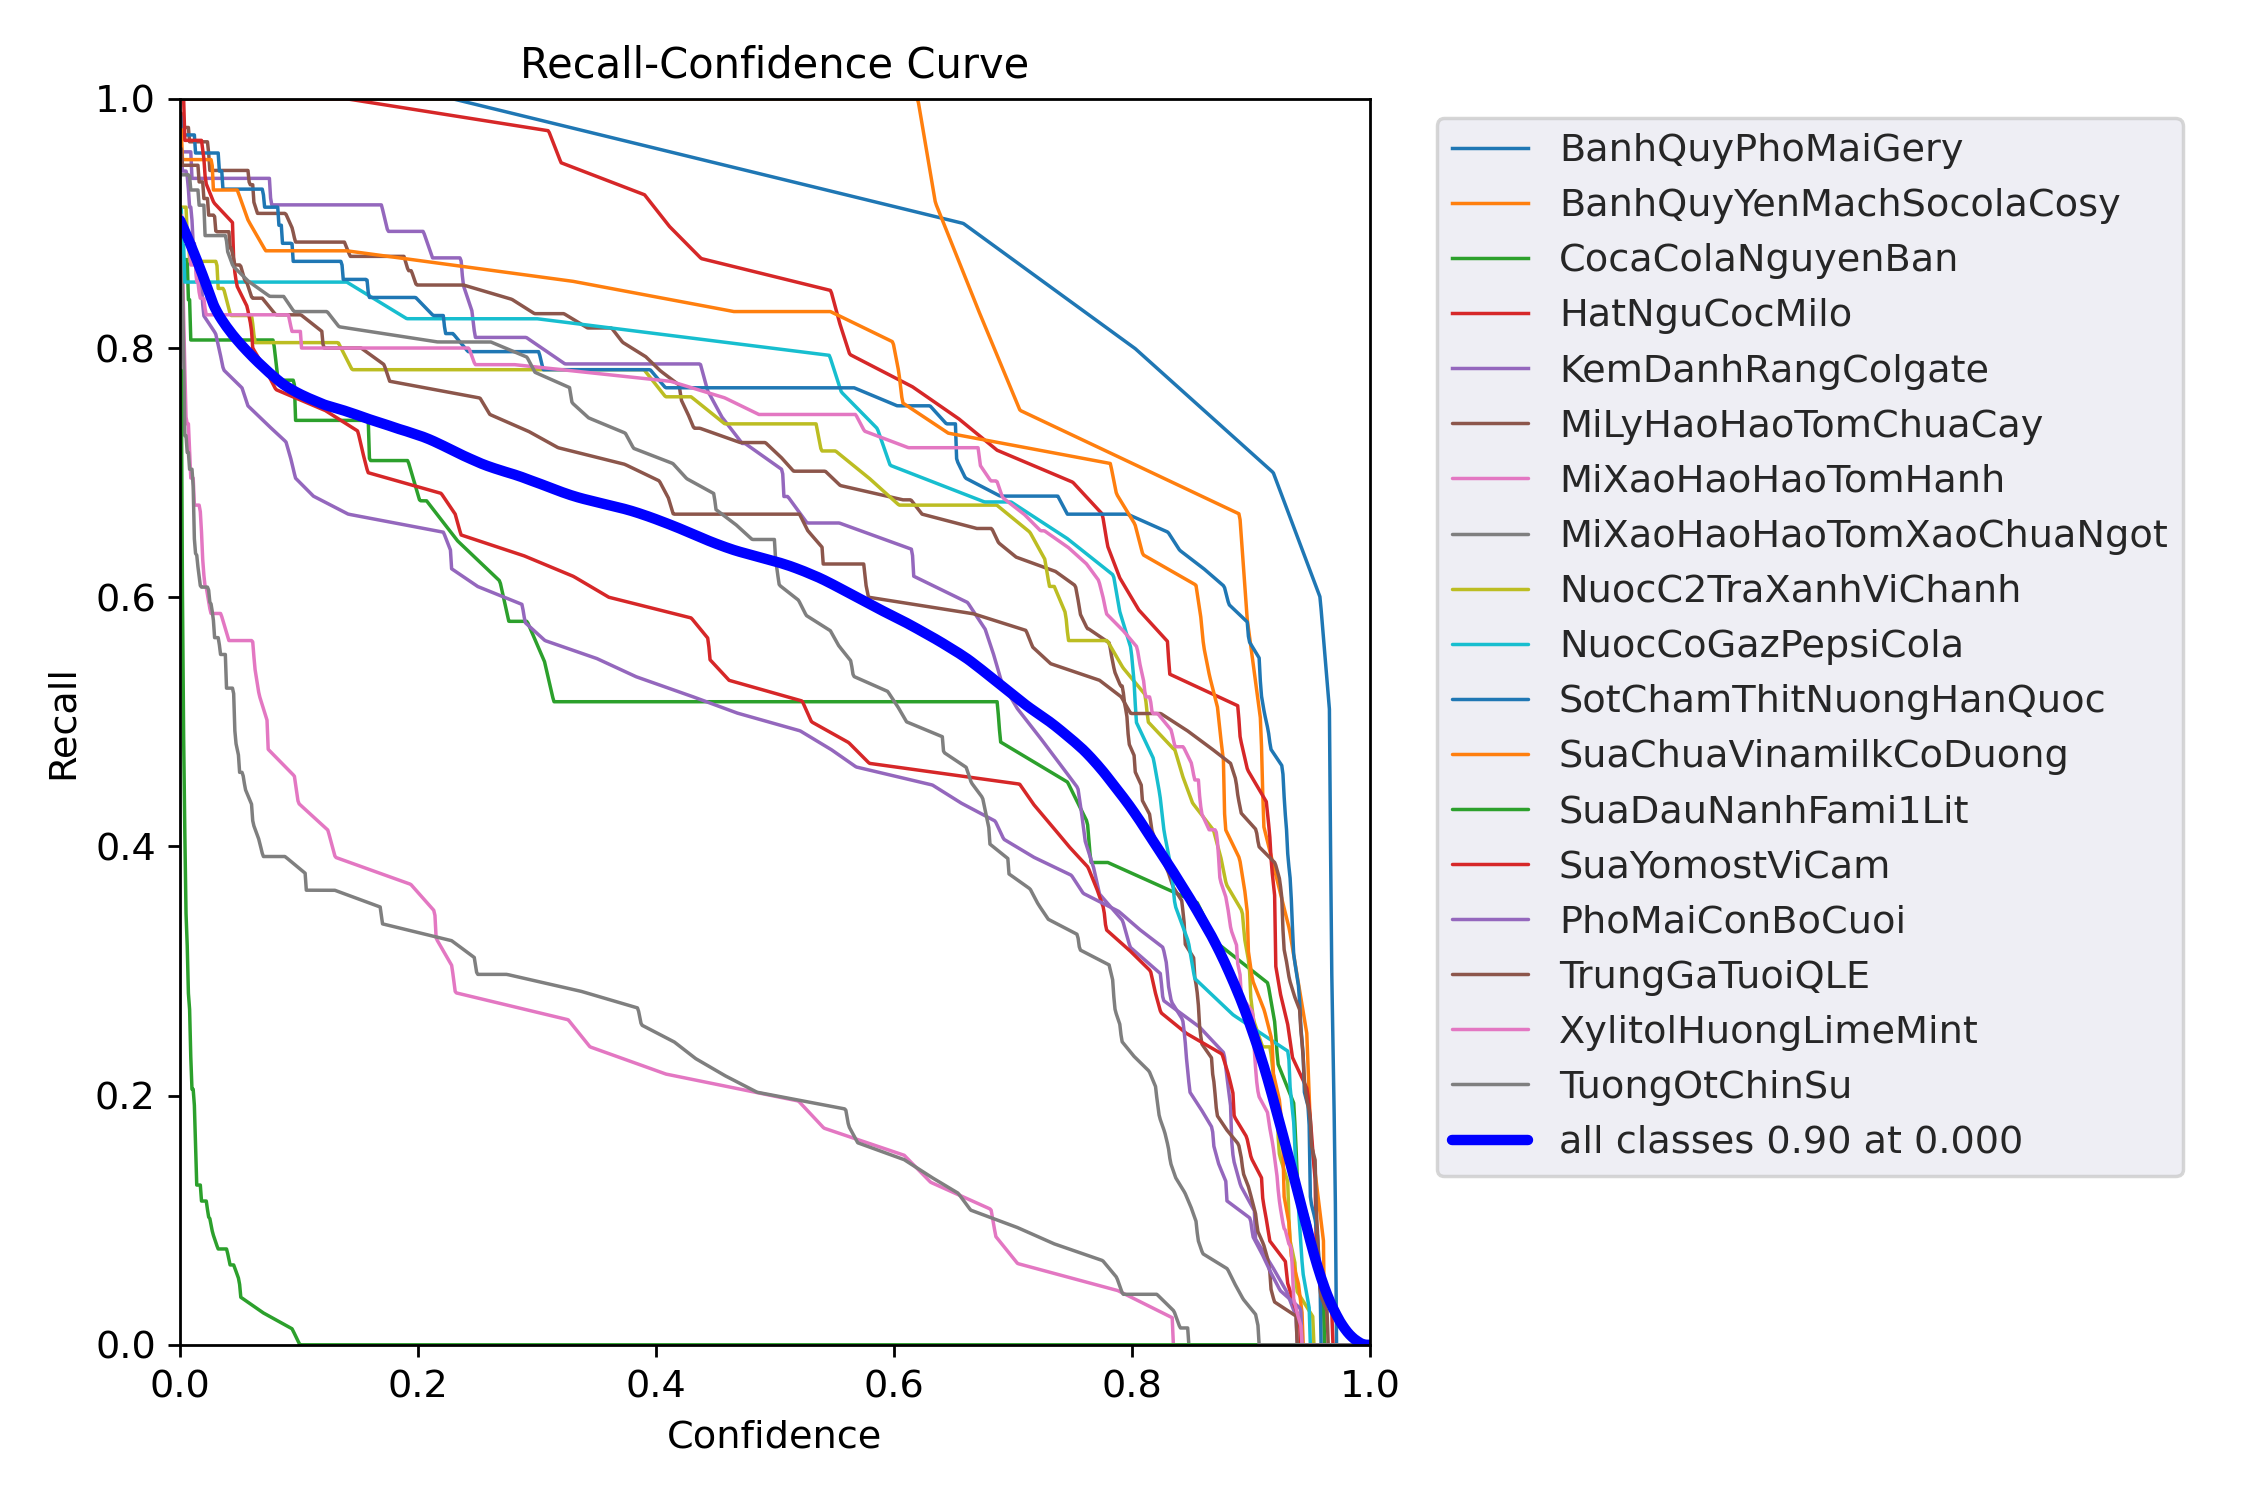 Recall-Confidence Curve
1.0
0.8
0.6
0.4
0.2
0.0
Recall
0.0 0.2 0.4 0.6 0.8 1.0
Confidence
BanhQuyPhoMaiGery
BanhQuyYenMachSocolaCosy
CocaColaNguyenBan
HatNguCocMilo
KemDanhRangColgate
MiLyHaoHaoTomChuaCay
MiXaoHaoHaoTomHanh
MiXaoHaoHaoTomXaoChuaNgot
NuocC2TraXanhViChanh
NuocCoGazPepsiCola
SotChamThitNuongHanQuoc
SuaChuaVinamilkCoDuong
SuaDauNanhFami1Lit
SuaYomostViCam
PhoMaiConBoCuoi
TrungGaTuoiQLE
XylitolHuongLimeMint
TuongOtChinSu
all classes 0.90 at 0.000